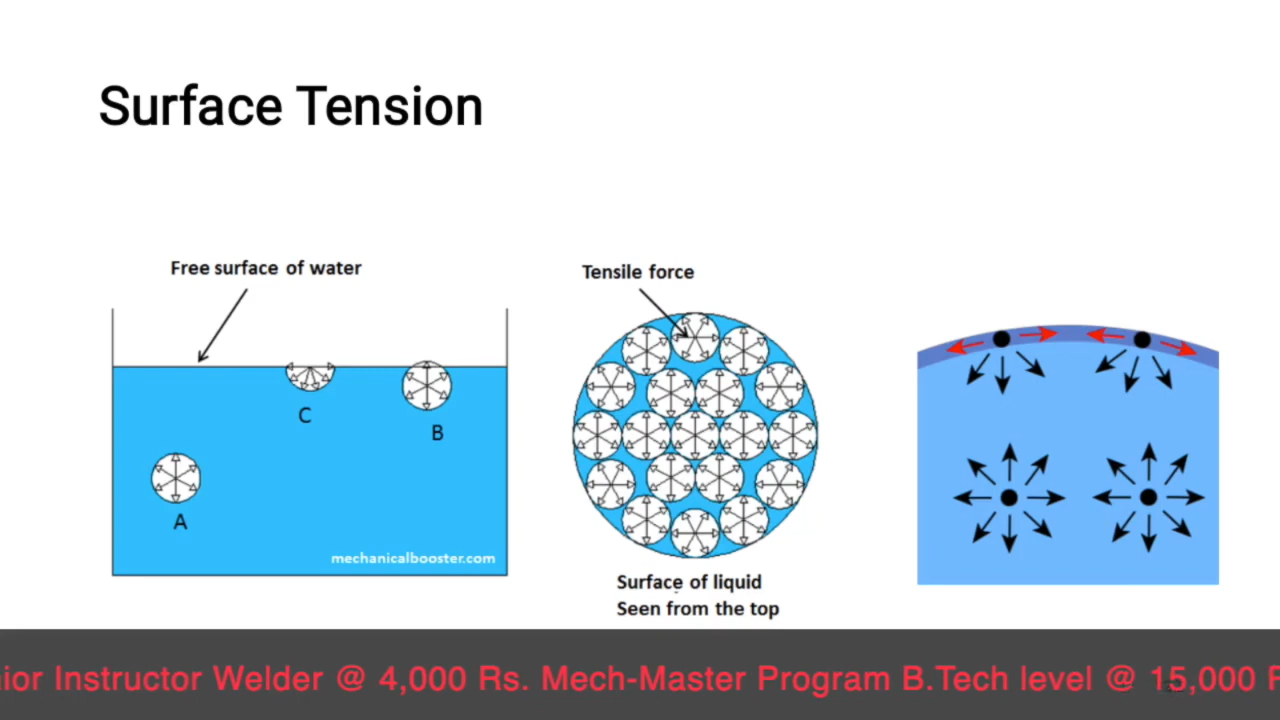 Surface Tension
Free surface of water
Tensile force
C
B
A
mechanicalbooster.com
Surface of liquid
Seen from the top
Instructor Welder @ 4,000 Rs. Mech-Master Program B.Tech level @ 15,000